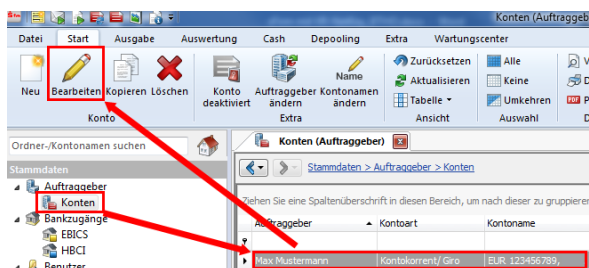 Konten (Auftraggeb
Datei Start Ausgabe Auswertung Cash Depooling Extra Wartungscenter
Neu Bearbeiten Kopieren Löschen
Konto deaktiviert
Auftraggeber ändern
Name
Kontonamen ändern
Zurücksetzen
Aktualisieren
Tabelle
Alle
Keine
Umkehren
Konto Extra Ansicht Auswahl
Ordner-/Kontonamen suchen
Konten (Auftraggeber)
Stammdaten
Stammdaten > Auftraggeber > Konten
Auftraggeber
Konten
Bankzugänge
EBICS
HBCI
Benutzer
Ziehen Sie eine Spaltenüberschrift in diesen Bereich, um nach dieser zu gruppieren
Auftraggeber Kontoart Kontoname
Max Mustermann Kontokorrent/ Giro EUR 123456789,